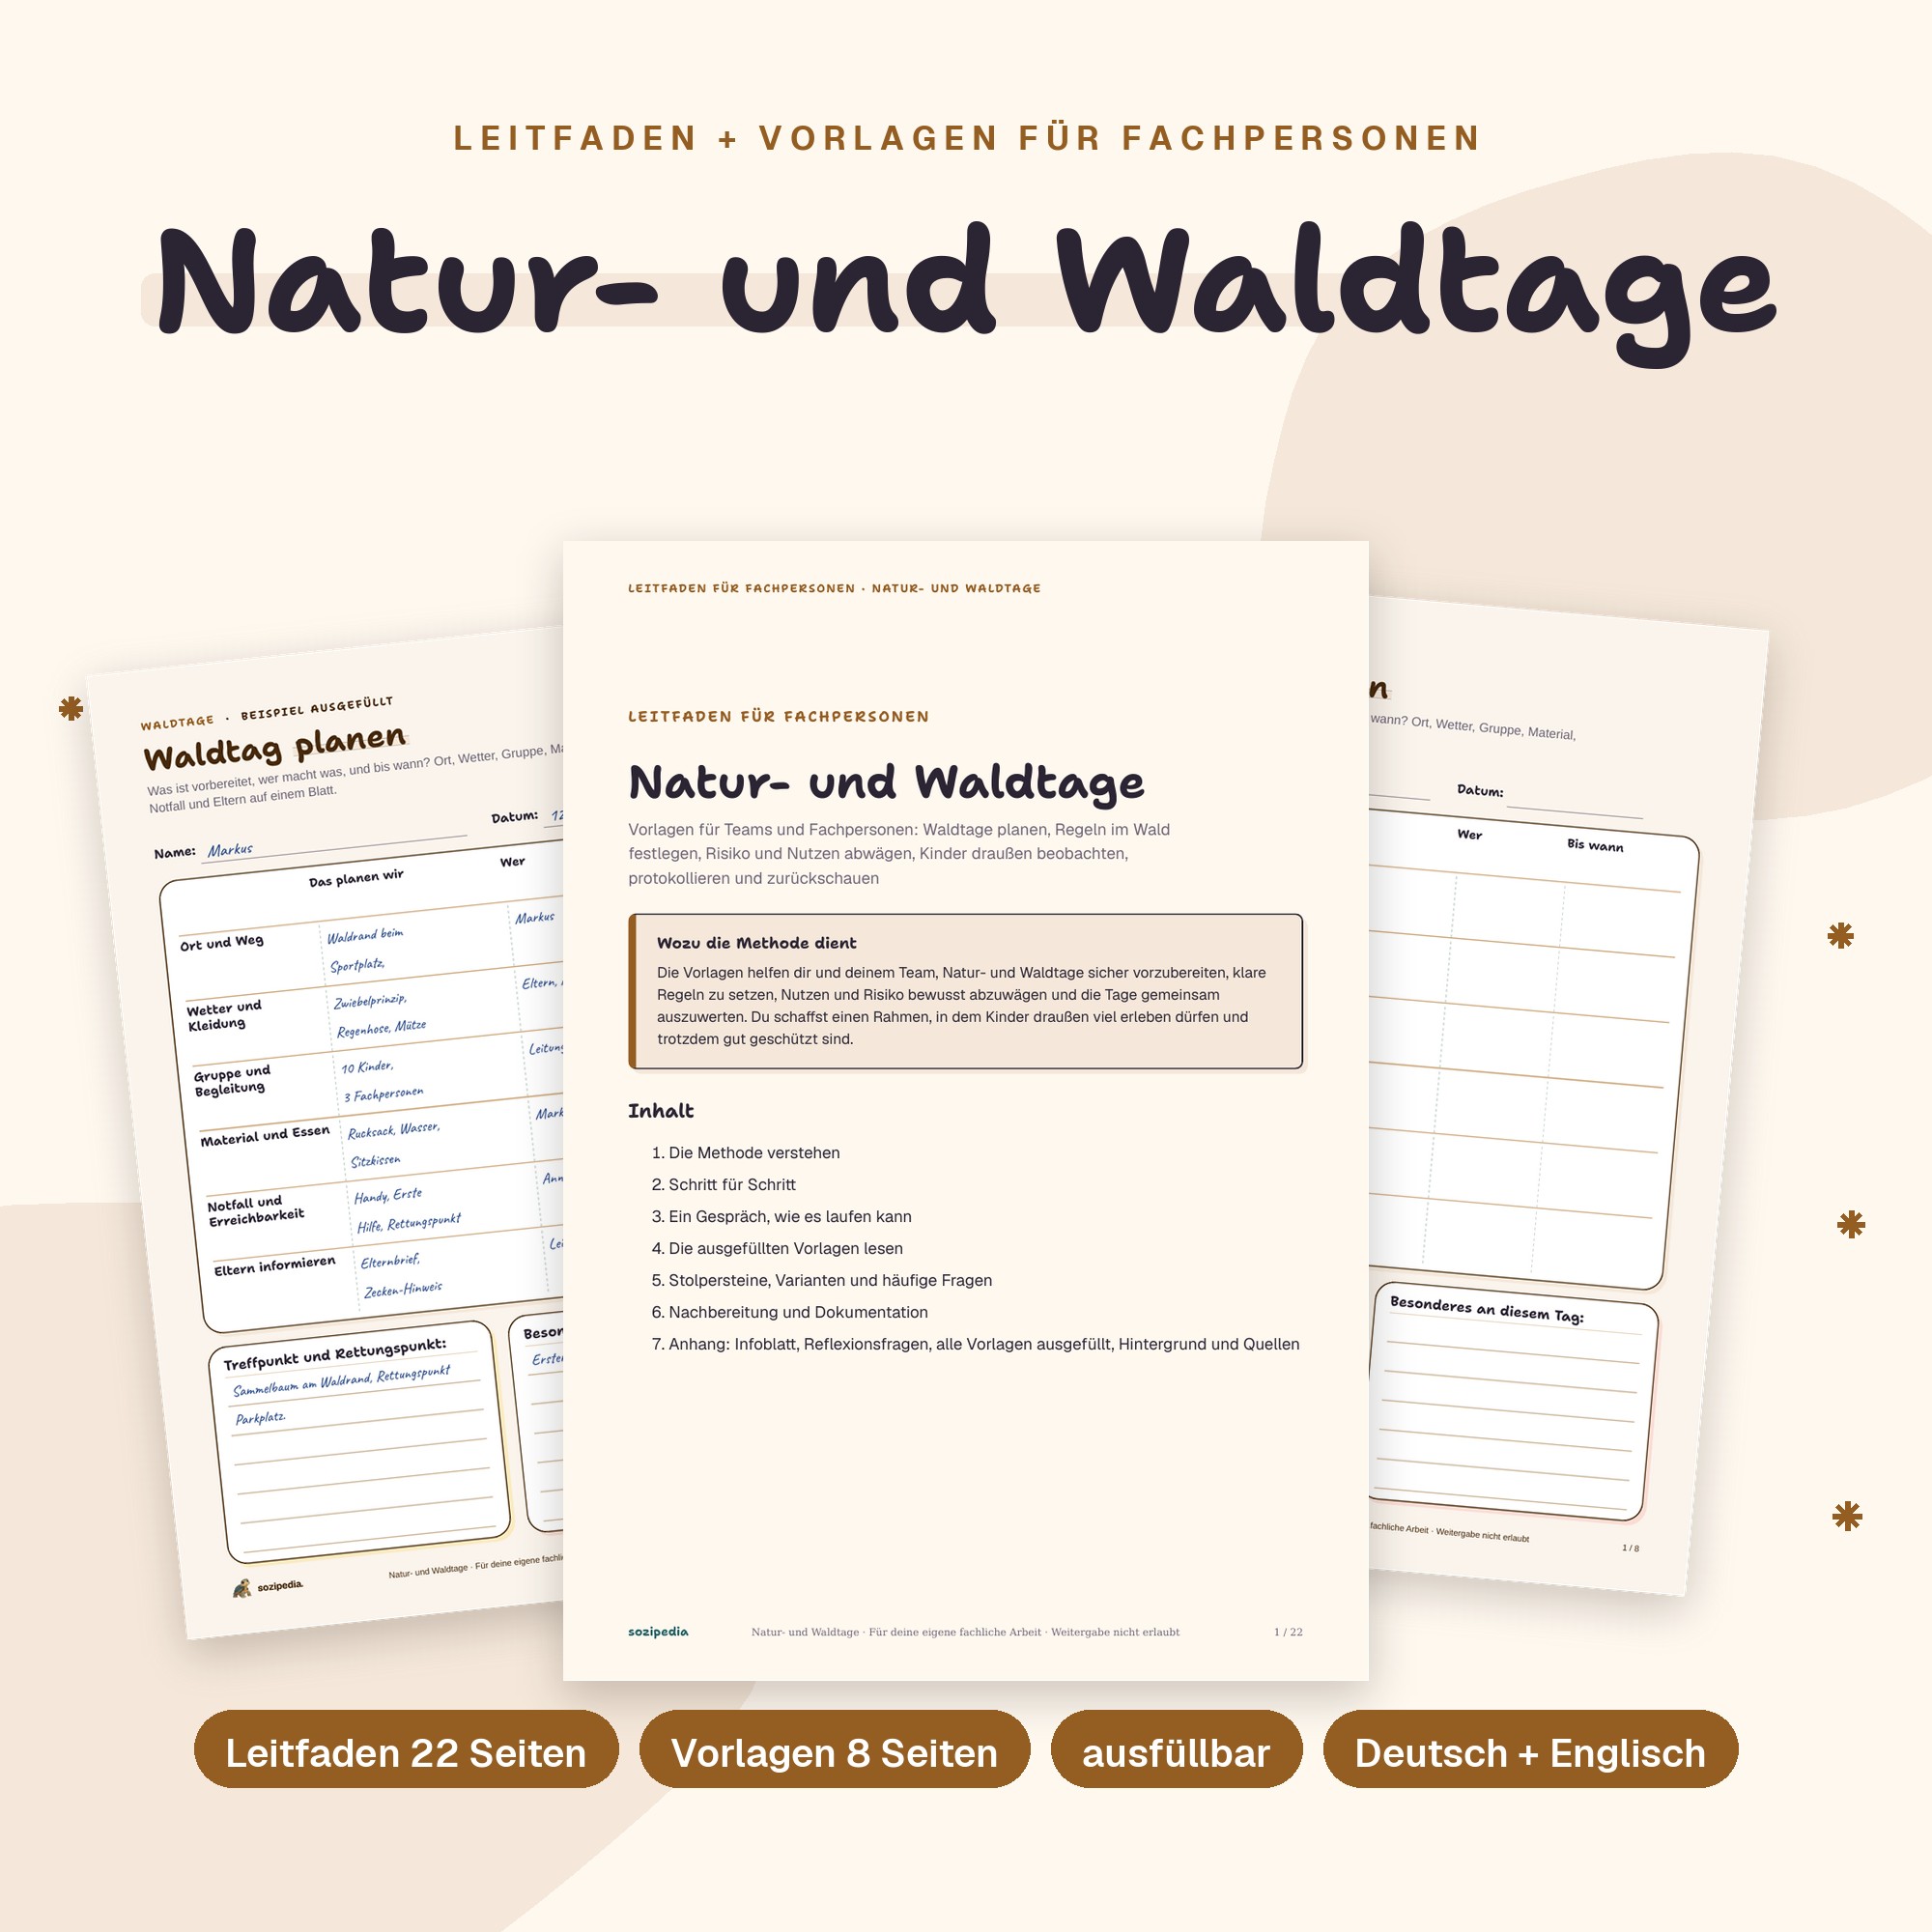 LEITFADEN + VORLAGEN FÜR FACHPERSONEN
Natur- und Waldtage
WALDTAGE · BEISPIEL AUSGEFÜLLT
Waldtag planen
Was ist vorbereitet, wer macht was, und bis wann? Ort, Wetter, Gruppe,
Notfall und Eltern auf einem Blatt.
Name: Markus
Datum:
Das planen wir
Wer
Ort und Weg
Waldrand beim
Sportplatz,
Markus
Wetter und
Kleidung
Zwiebelprinzip,
Regenhose, Mütze
Eltern,
Gruppe und
Begleitung
10 Kinder,
3 Fachpersonen
Material und Essen
Rucksack, Wasser,
Sitzkissen
Notfall und
Erreichbarkeit
Handy, Erste
Hilfe, Rettungspunkt
Eltern informieren
Elternbrief,
Zecken-Hinweis
Treffpunkt und Rettungspunkt:
Sammelbaum am Waldrand, Rettungspunkt
Parkplatz.
sozipedia.
Natur- und Waldtage · Für deine eigene
LEITFADEN FÜR FACHPERSONEN · NATUR- UND WALDTAGE
LEITFADEN FÜR FACHPERSONEN
Natur- und Waldtage
Vorlagen für Teams und Fachpersonen: Waldtage planen, Regeln im Wald
festlegen, Risiko und Nutzen abwägen, Kinder draußen beobachten,
protokollieren und zurückschauen
Wozu die Methode dient
Die Vorlagen helfen dir und deinem Team, Natur- und Waldtage sicher vorzubereiten, klare
Regeln zu setzen, Nutzen und Risiko bewusst abzuwägen und die Tage gemeinsam
auszuwerten. Du schaffst einen Rahmen, in dem Kinder draußen viel erleben dürfen und
trotzdem gut geschützt sind.
Inhalt
1. Die Methode verstehen
2. Schritt für Schritt
3. Ein Gespräch, wie es laufen kann
4. Die ausgefüllten Vorlagen lesen
5. Stolpersteine, Varianten und häufige Fragen
6. Nachbereitung und Dokumentation
7. Anhang: Infoblatt, Reflexionsfragen, alle Vorlagen ausgefüllt, Hintergrund und Quellen
sozipedia
Natur- und Waldtage · Für deine eigene fachliche Arbeit · Weitergabe nicht erlaubt
1 / 22
wann? Ort, Wetter, Gruppe, Material,
Datum:
Wer
Bis wann
Besonderes an diesem Tag:
fachliche Arbeit · Weitergabe nicht erlaubt
1 / 8
Leitfaden 22 Seiten
Vorlagen 8 Seiten
ausfüllbar
Deutsch + Englisch